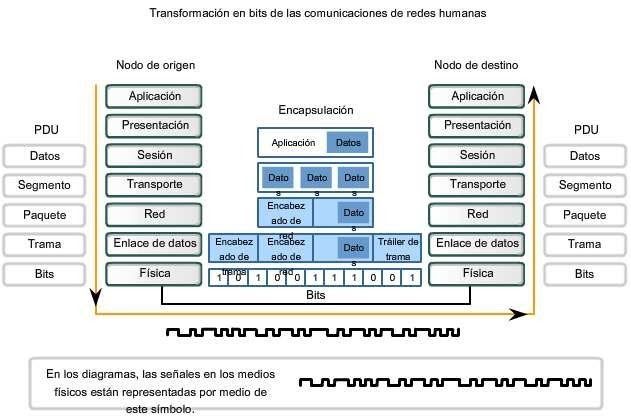 Transformación en bits de las comunicaciones de redes humanas
Nodo de origen
Nodo de destino
Aplicación
Aplicación
Encapsulación
PDU
Presentación
Presentación
PDU
Aplicación
Datos
Datos
Sesión
Sesión
Datos
Segmento
Transporte
Datos
Datos
Datos
Transporte
Segmento
Paquete
Red
Encabezado de red
Datos
Red
Paquete
Trama
Enlace de datos
Encabezado de trama
Encabezado de red
Datos
Tráiler de trama
Enlace de datos
Trama
Bits
Física
1 0 1 0 0 1 1 1 0 0 1
Física
Bits
Bits
En los diagramas, las señales en los medios
físicos están representadas por medio de
este símbolo.